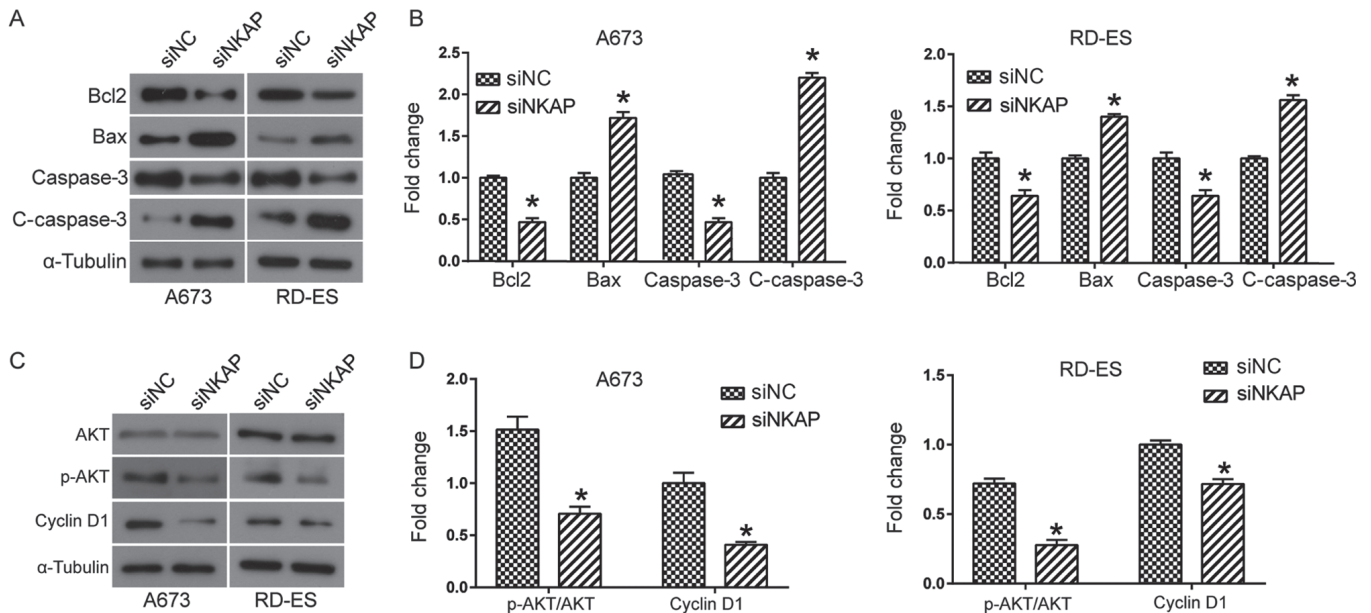 A
siNC siNKAP siNC siNKAP
Bcl2
Bax
Caspase-3
C-caspase-3
α-Tubulin
A673 RD-ES
B
A673
siNC
siNKAP
Fold change
2.5
2.0
1.5
1.0
0.5
0.0
* * * *
Bcl2 Bax Caspase-3 C-caspase-3
RD-ES
siNC
siNKAP
Fold change
2.0
1.5
1.0
0.5
0.0
* * * *
Bcl2 Bax Caspase-3 C-caspase-3
C
siNC siNKAP siNC siNKAP
AKT
p-AKT
Cyclin D1
α-Tubulin
A673 RD-ES
D
A673
siNC
siNKAP
Fold change
2.0
1.5
1.0
0.5
0.0
* *
p-AKT/AKT Cyclin D1
RD-ES
siNC
siNKAP
Fold change
1.5
1.0
0.5
0.0
* *
p-AKT/AKT Cyclin D1